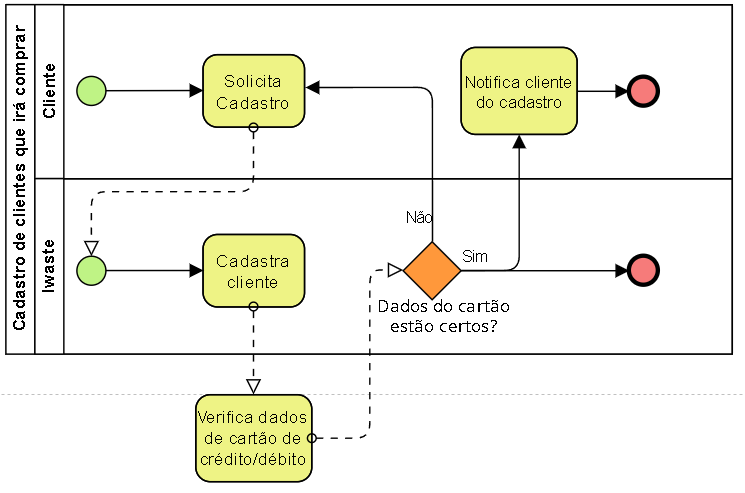 Cadastro de clientes que irá comprar
Cliente
Solicita
Cadastro
Notifica cliente
do cadastro
Iwaste
Cadastra
cliente
Não
Sim
Dados do cartão
estão certos?
Verifica dados
de cartão de
crédito/débito